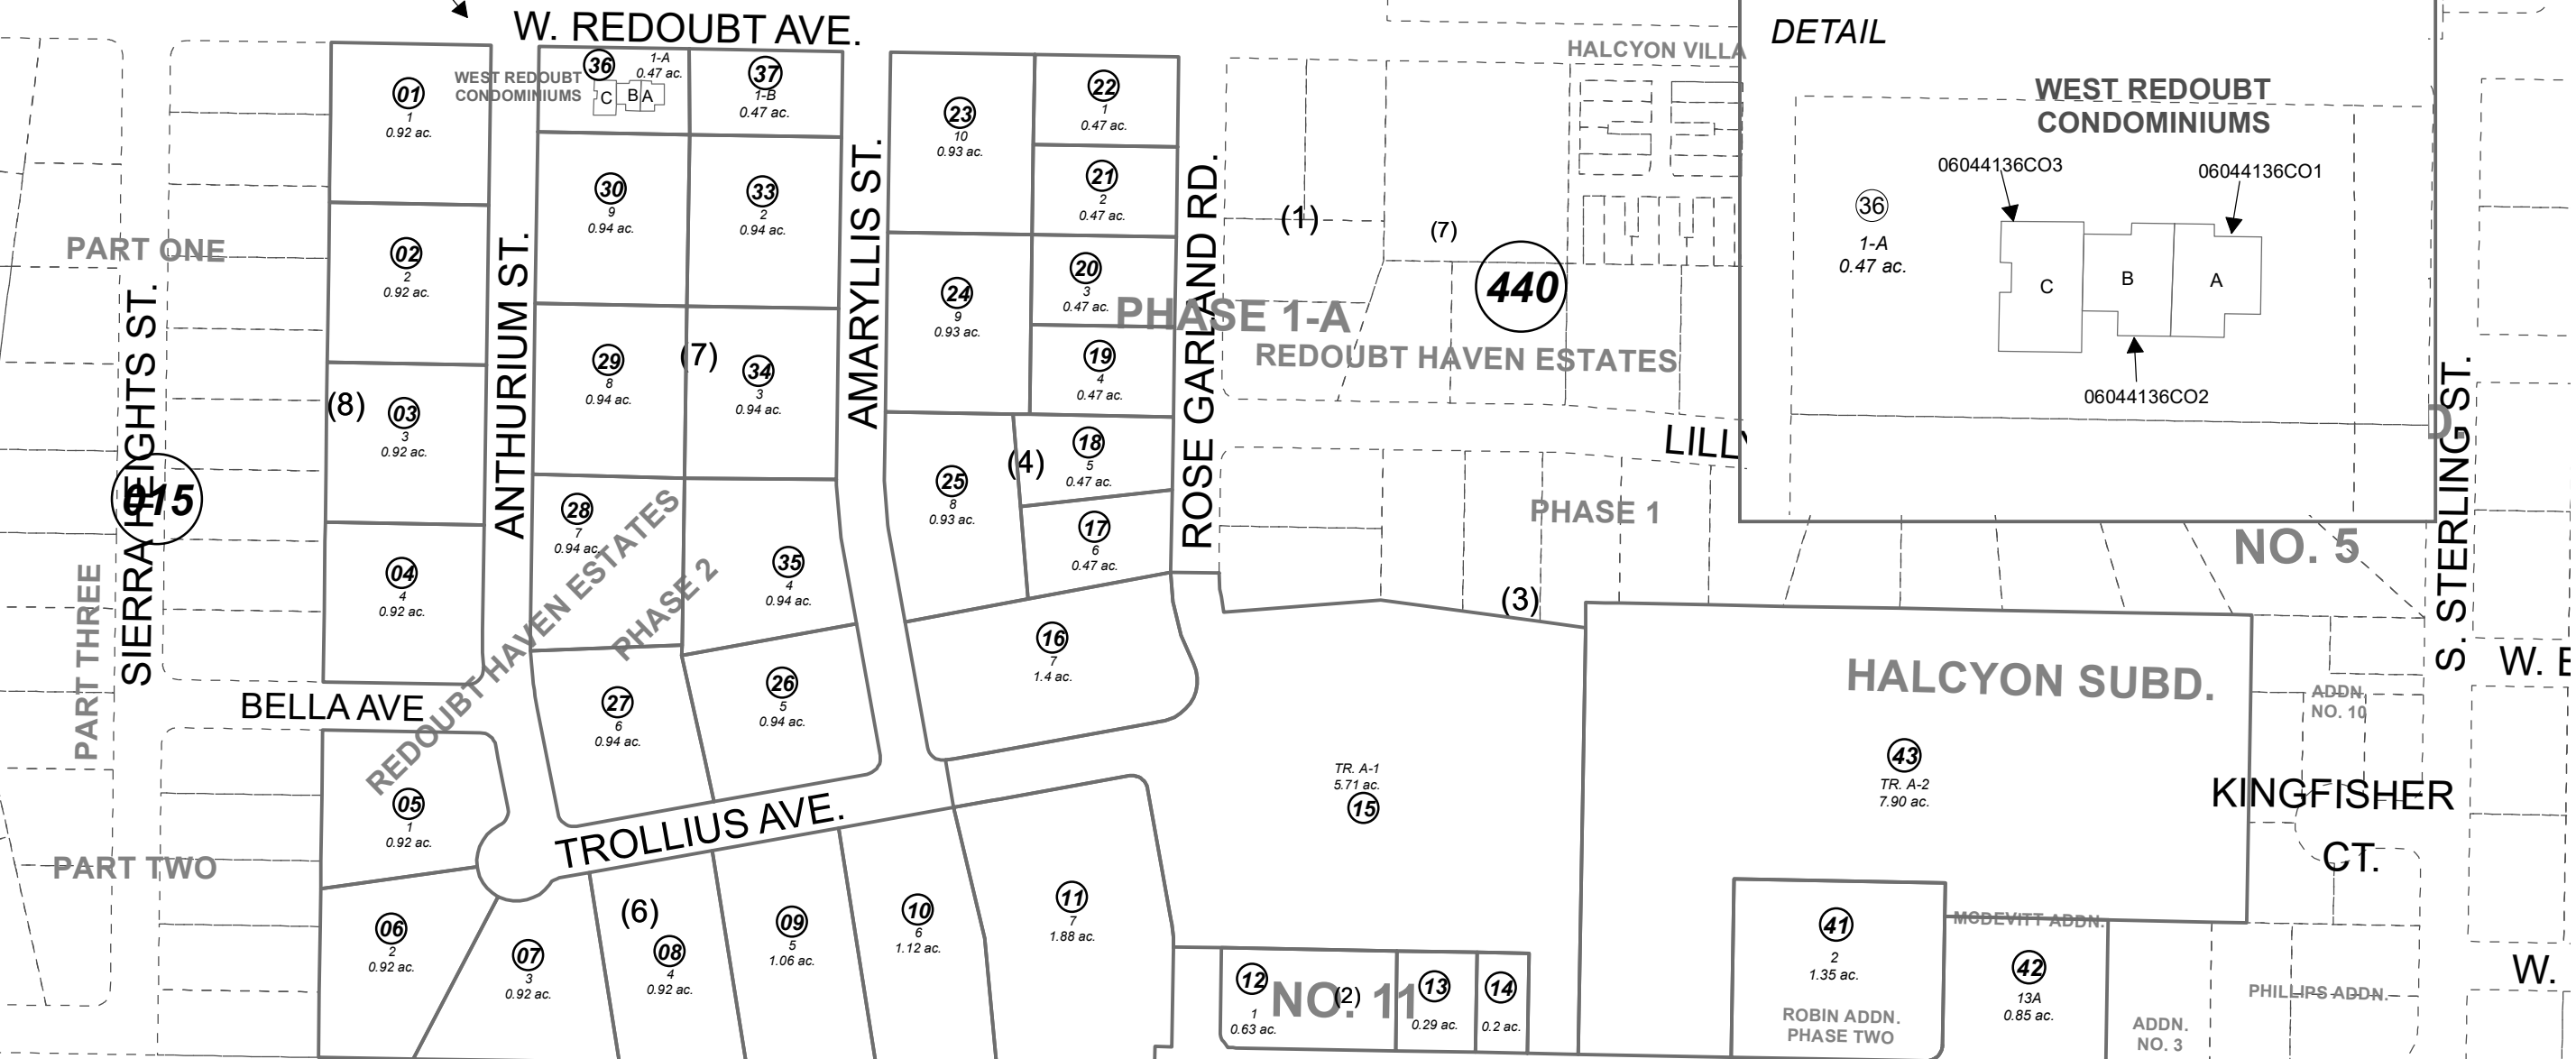 W. REDOUBT AVE.
DETAIL
HALCYON VILLA
WEST REDOUBT
CONDOMINIUMS
36
1-A
0.47 ac.
C
B
A
37
1-B
0.47 ac.
01
1
0.92 ac.
23
10
0.93 ac.
22
1
0.47 ac.
WEST REDOUBT
CONDOMINIUMS
06044136CO3
06044136CO1
36
1-A
0.47 ac.
C
B
A
06044136CO2
30
9
0.94 ac.
33
2
0.94 ac.
21
2
0.47 ac.
(1)
(7)
440
PART ONE
02
2
0.92 ac.
24
9
0.93 ac.
20
3
0.47 ac.
PHASE 1-A
REDOUBT HAVEN ESTATES
SIERRA HEIGHTS ST.
ANTHURIUM ST.
AMARYLLIS ST.
ROSE GARLAND RD.
S. STERLING ST.
29
8
0.94 ac.
(7)
34
3
0.94 ac.
19
4
0.47 ac.
(8)
03
3
0.92 ac.
D.
LILLY
(4)
18
5
0.47 ac.
25
8
0.93 ac.
015
28
7
0.94 ac.
17
6
0.47 ac.
PHASE 1
NO. 5
04
4
0.92 ac.
35
4
0.94 ac.
REDOUBT HAVEN ESTATES
PHASE 2
PART THREE
(3)
16
7
1.4 ac.
HALCYON SUBD.
W. E
BELLA AVE
27
6
0.94 ac.
26
5
0.94 ac.
ADDN.
NO. 10
43
TR. A-2
7.90 ac.
TR. A-1
5.71 ac.
15
KINGFISHER
CT.
05
1
0.92 ac.
TROLLIUS AVE.
PART TWO
06
2
0.92 ac.
(6)
07
3
0.92 ac.
08
4
0.92 ac.
09
5
1.06 ac.
10
6
1.12 ac.
11
7
1.88 ac.
41
2
1.35 ac.
ROBIN ADDN.
PHASE TWO
MCDEVITT ADDN.
42
13A
0.85 ac.
W.
12
1
0.63 ac.
NO. 11
(2)
13
0.29 ac.
14
0.2 ac.
PHILLIPS ADDN.
ADDN.
NO. 3